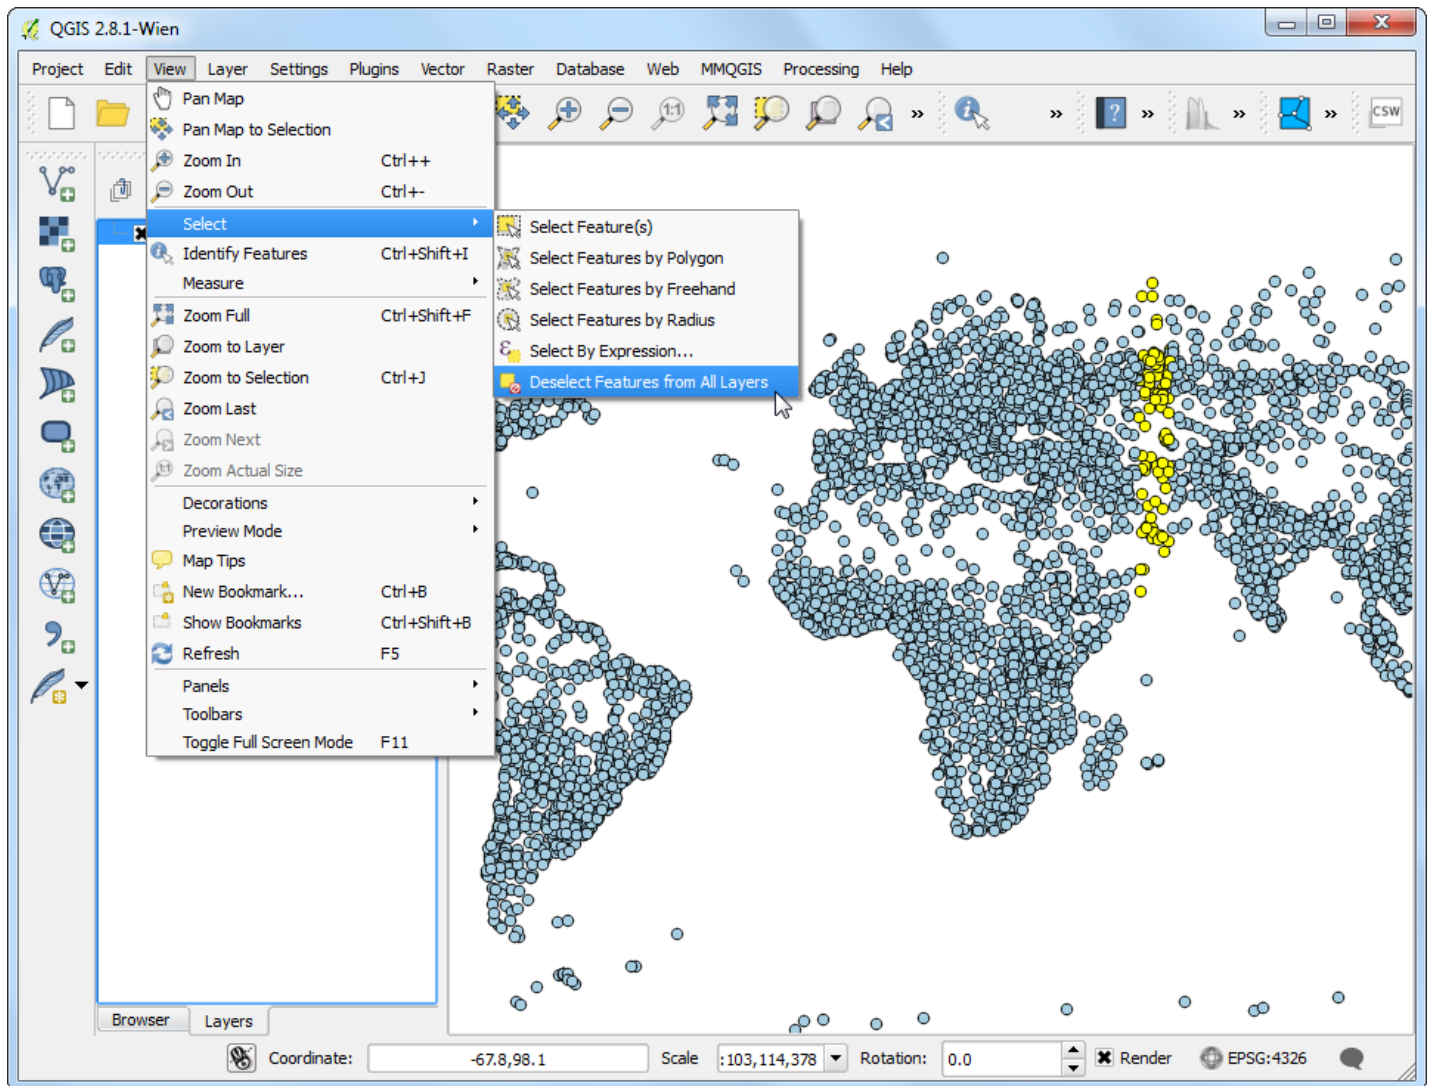 QGIS 2.8.1-Wien
Project Edit View Layer Settings Plugins Vector Raster Database Web MMQGIS Processing Help
CSW
Pan Map
Pan Map to Selection
Zoom In Ctrl++
Zoom Out Ctrl+-
Select
Identify Features Ctrl+Shift+I
Measure
Zoom Full Ctrl+Shift+F
Zoom to Layer
Zoom to Selection Ctrl+J
Zoom Last
Zoom Next
Zoom Actual Size
Decorations
Preview Mode
Map Tips
New Bookmark... Ctrl+B
Show Bookmarks Ctrl+Shift+B
Refresh F5
Panels
Toolbars
Toggle Full Screen Mode F11
Select Feature(s)
Select Features by Polygon
Select Features by Freehand
Select Features by Radius
Select By Expression...
Deselect Features from All Layers
Browser Layers
Coordinate: -67.8,98.1 Scale :103,114,378 Rotation: 0.0 Render EPSG:4326